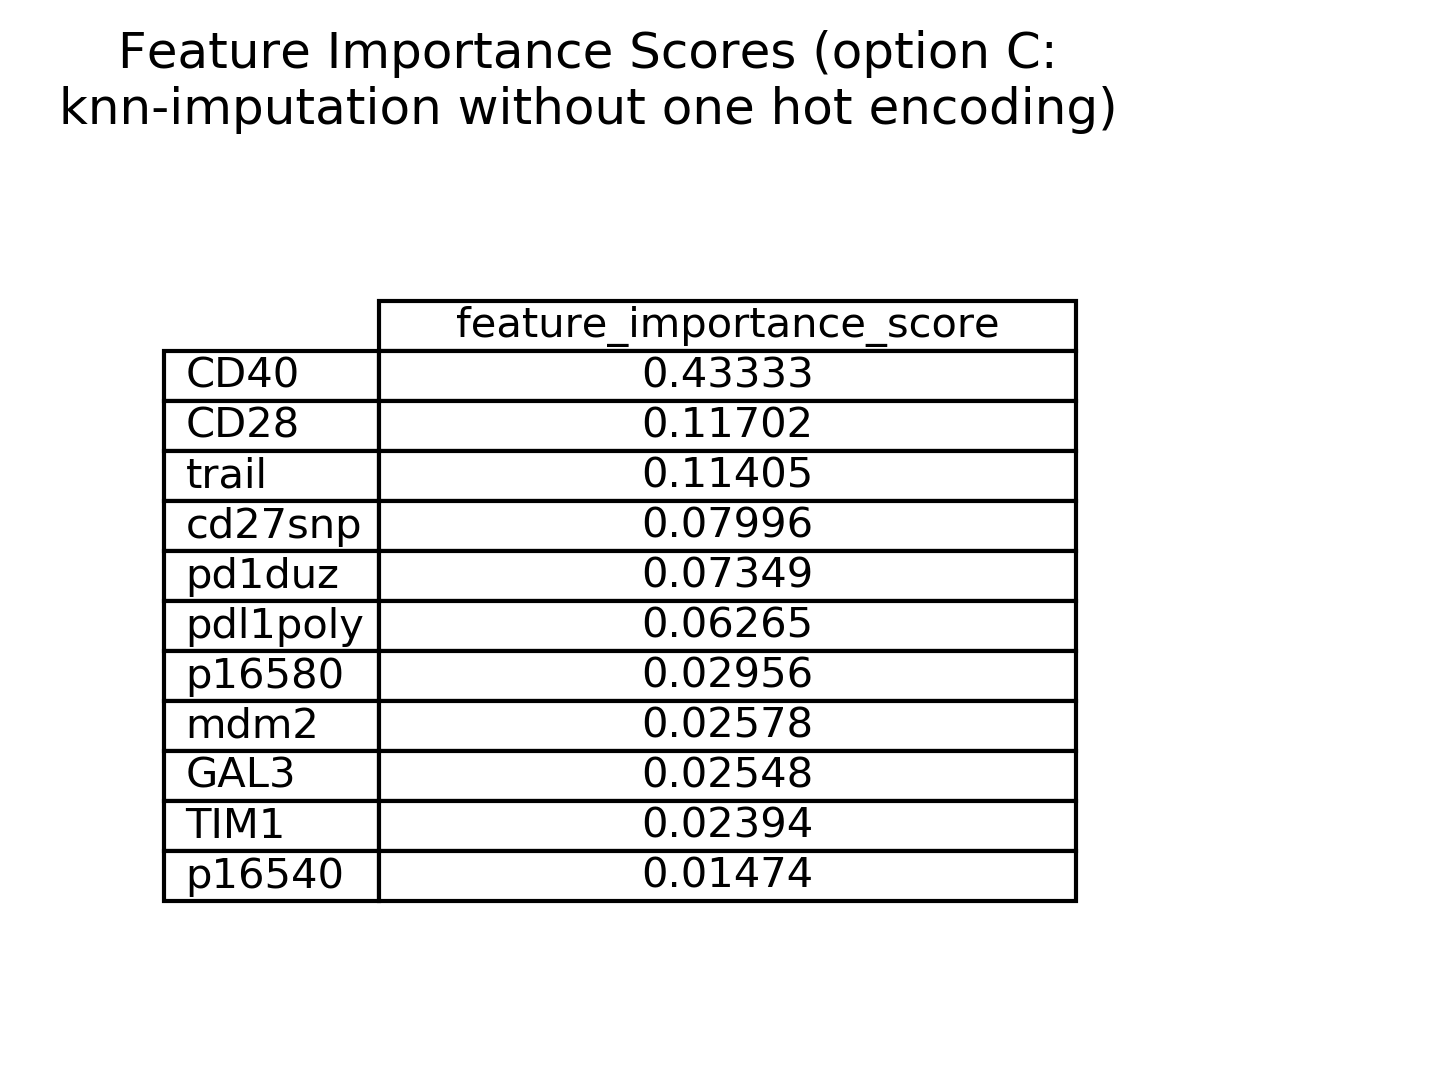 Feature Importance Scores (option C:
knn-imputation without one hot encoding)
feature_importance_score
CD40 0.43333
CD28 0.11702
trail 0.11405
cd27snp 0.07996
pd1duz 0.07349
pdl1poly 0.06265
p16580 0.02956
mdm2 0.02578
GAL3 0.02548
TIM1 0.02394
p16540 0.01474